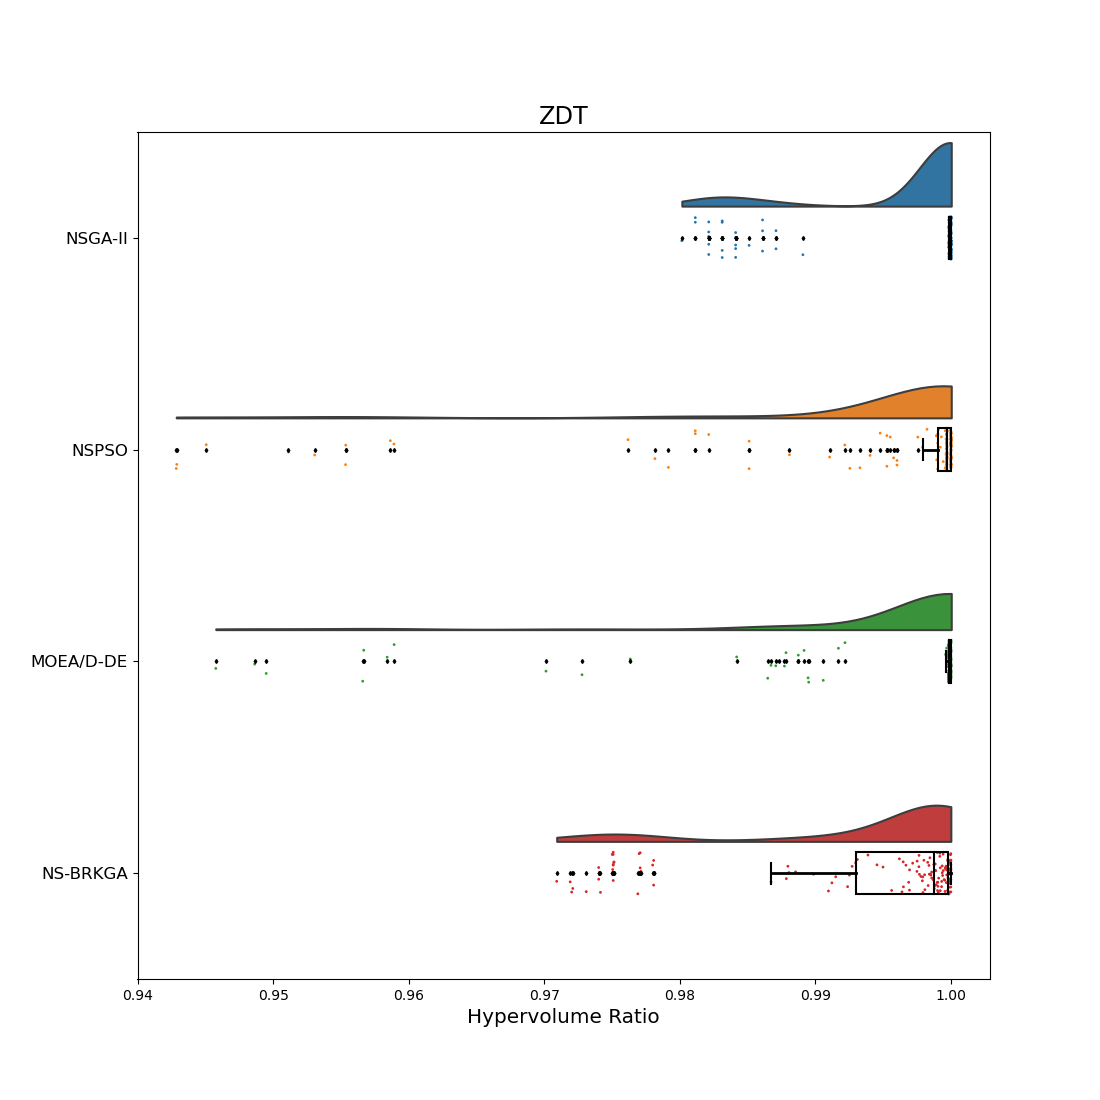 ZDT
NSGA-II
NSPSO
MOEA/D-DE
NS-BRKGA
0.94 0.95 0.96 0.97 0.98 0.99 1.00
Hypervolume Ratio